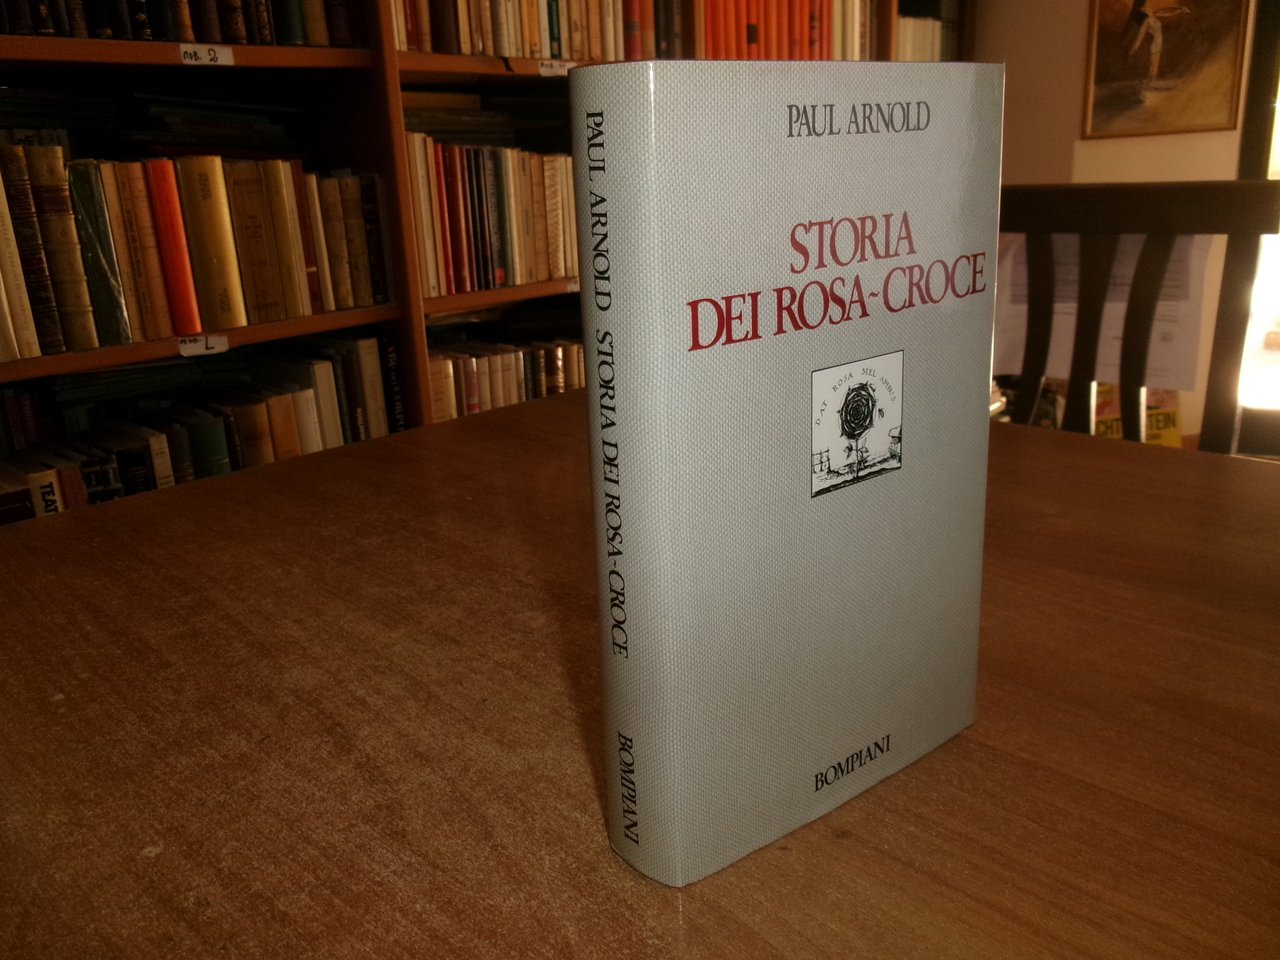 PAUL ARNOLD
STORIA
DEI ROSA~CROCE
DAT ROSA MEL APIBUS
BOMPIANI
PAUL ARNOLD STORIA DEI ROSA~CROCE BOMPIANI